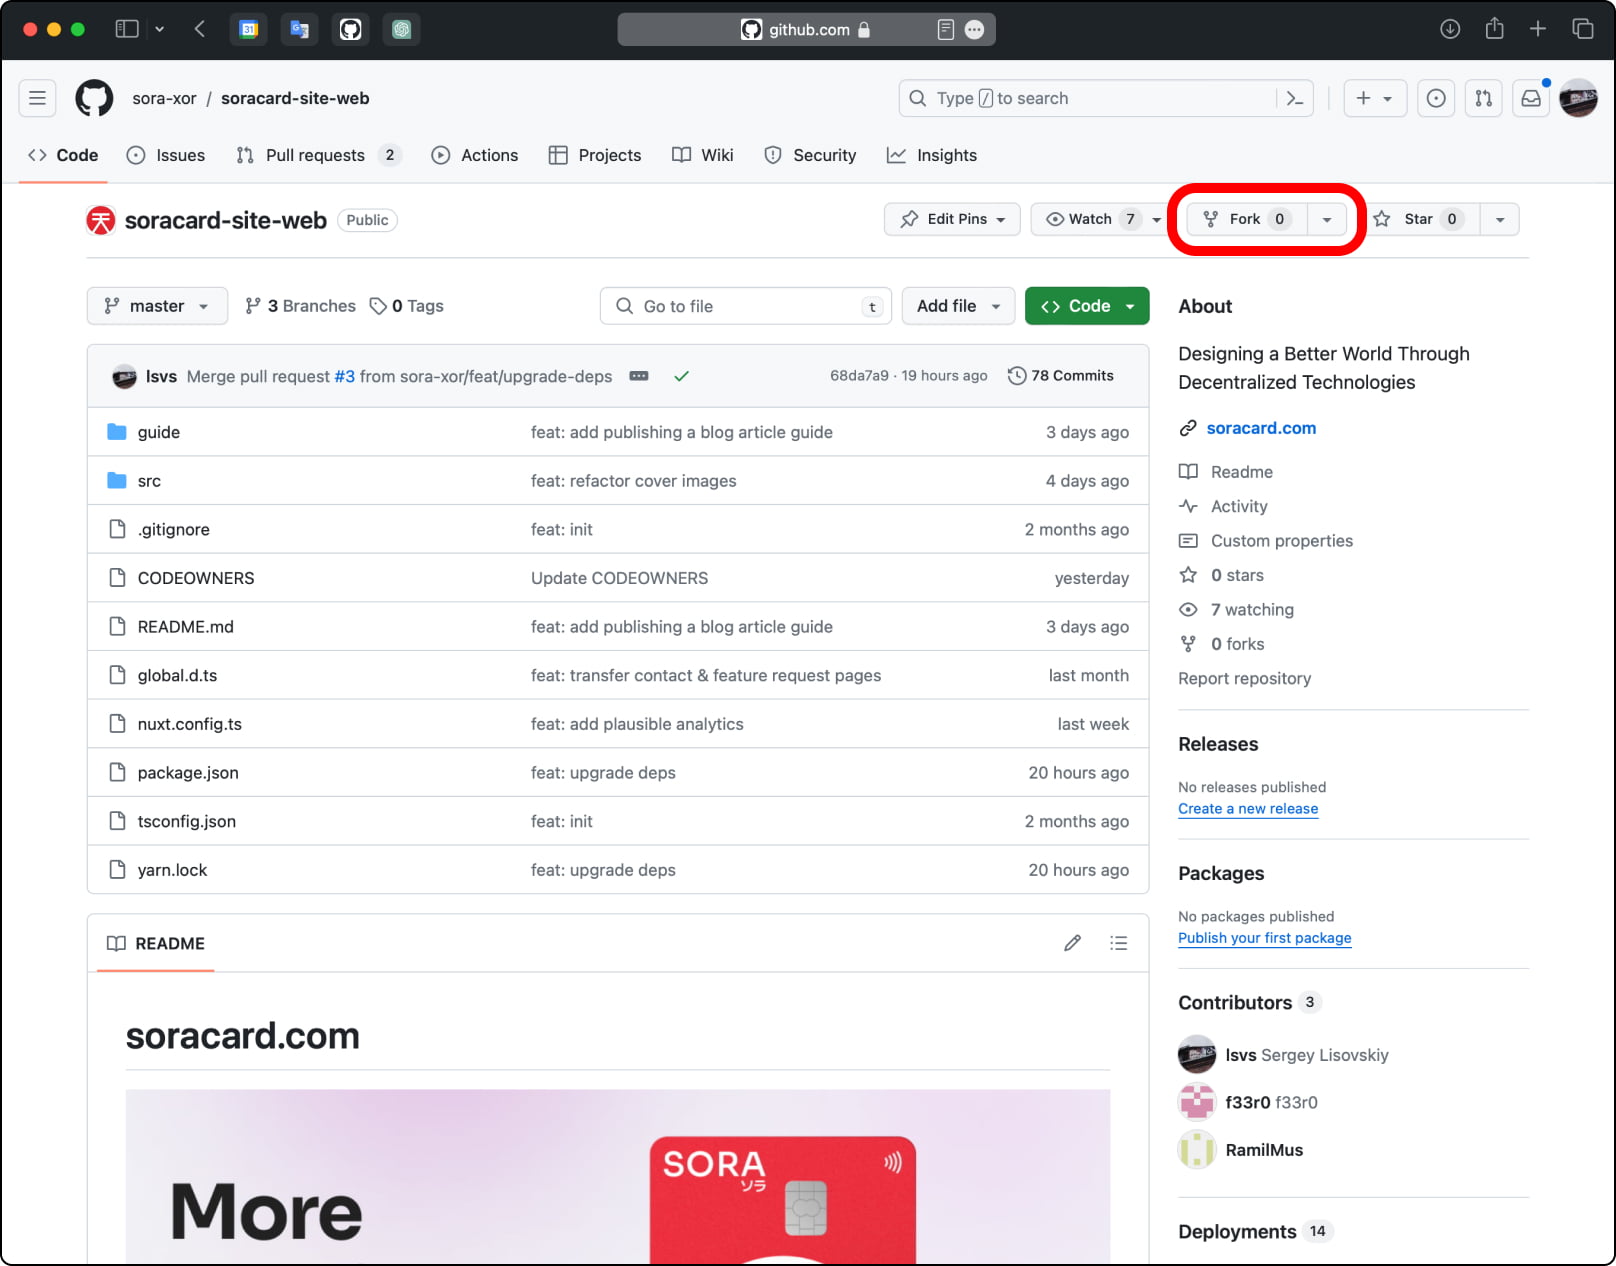 31
github.com
sora-xor / soracard-site-web
Type / to search
Code
Issues
Pull requests 2
Actions
Projects
Wiki
Security
Insights
soracard-site-web Public
Edit Pins
Watch 7
Fork 0
Star 0
master
3 Branches
0 Tags
Go to file t
Add file
Code
lsvs Merge pull request #3 from sora-xor/feat/upgrade-deps
68da7a9 · 19 hours ago
78 Commits
guide feat: add publishing a blog article guide 3 days ago
src feat: refactor cover images 4 days ago
.gitignore feat: init 2 months ago
CODEOWNERS Update CODEOWNERS yesterday
README.md feat: add publishing a blog article guide 3 days ago
global.d.ts feat: transfer contact & feature request pages last month
nuxt.config.ts feat: add plausible analytics last week
package.json feat: upgrade deps 20 hours ago
tsconfig.json feat: init 2 months ago
yarn.lock feat: upgrade deps 20 hours ago
README
soracard.com
More
SORA
ソラ
About
Designing a Better World Through
Decentralized Technologies
soracard.com
Readme
Activity
Custom properties
0 stars
7 watching
0 forks
Report repository
Releases
No releases published
Create a new release
Packages
No packages published
Publish your first package
Contributors 3
lsvs Sergey Lisovskiy
f33r0 f33r0
RamilMus
Deployments 14